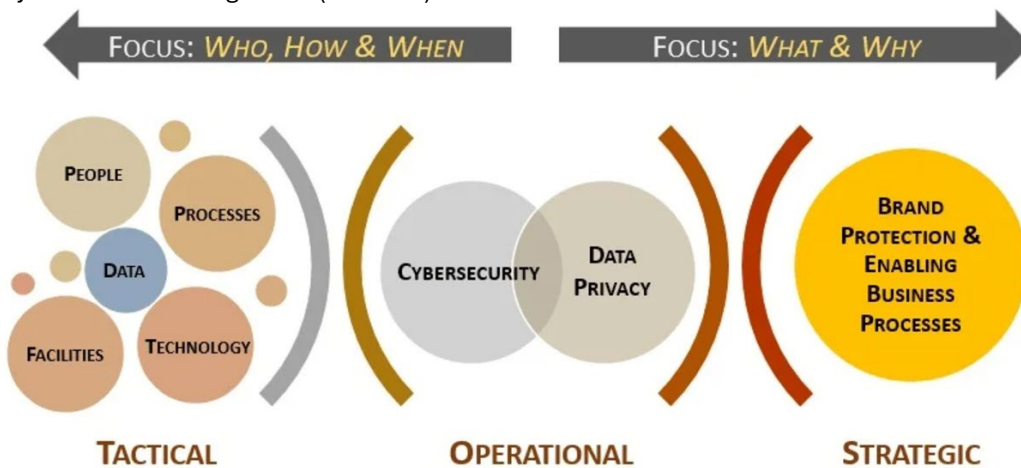 FOCUS: WHO, HOW & WHEN
FOCUS: WHAT & WHY
PEOPLE
PROCESSES
DATA
FACILITIES
TECHNOLOGY
CYBERSECURITY
DATA
PRIVACY
BRAND
PROTECTION &
ENABLING
BUSINESS
PROCESSES
TACTICAL
OPERATIONAL
STRATEGIC